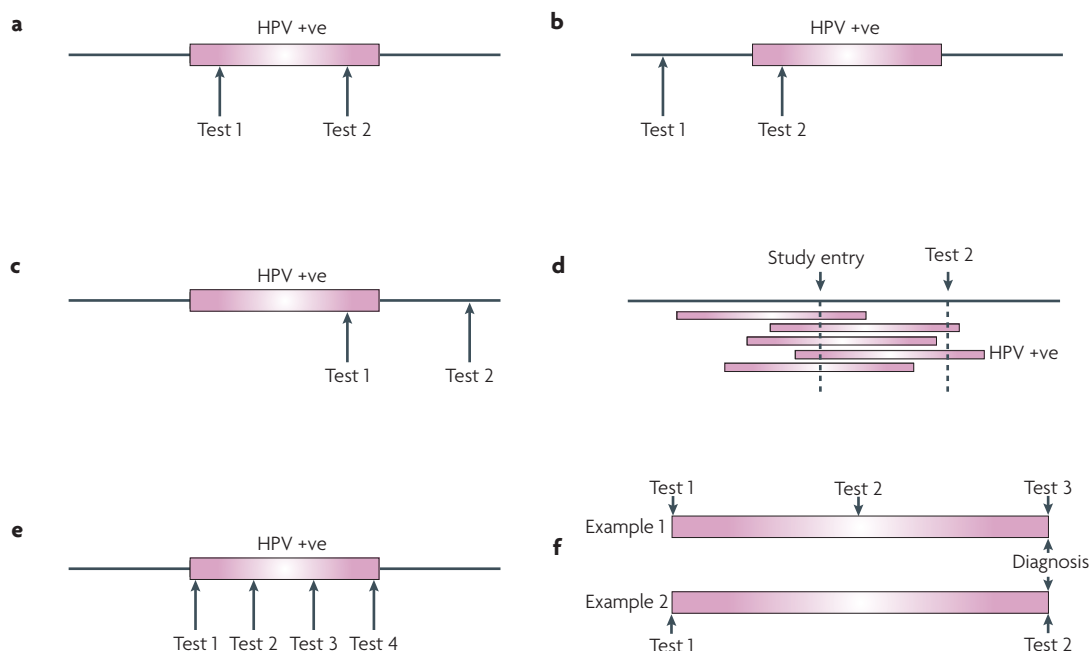 a
HPV +ve
Test 1 Test 2
b
HPV +ve
Test 1 Test 2
c
HPV +ve
Test 1 Test 2
d
Study entry Test 2
HPV +ve
e
HPV +ve
Test 1 Test 2 Test 3 Test 4
f
Test 1 Test 2 Test 3
Example 1
Diagnosis
Example 2
Test 1 Test 2